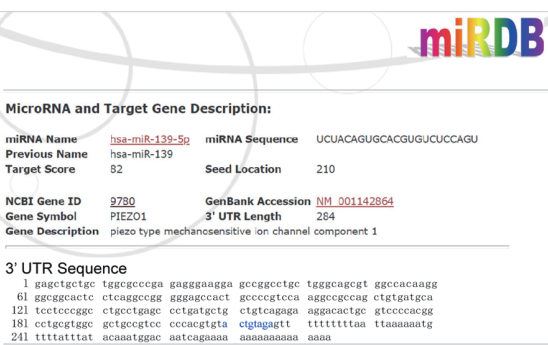 miRDB
MicroRNA and Target Gene Description:
miRNA Name hsa-miR-139-5p miRNA Sequence UCUACAGUGCACGUGUCUCCAGU
Previous Name hsa-miR-139
Target Score 82 Seed Location 210
NCBI Gene ID 9780 GenBank Accession NM_001142864
Gene Symbol PIEZO1 3' UTR Length 284
Gene Description piezo type mechanosensitive ion channel component 1
3' UTR Sequence
1 gagctgctgc tggcgcccga gagggaagga gccggcctgc tgggcagcgt ggccacaagg
61 ggcggcactc ctcaggccgg gggagccact gccccgtcca aggccgccag ctgtgatgca
121 tcctcccggc ctgcctgagc cctgatgctg ctgtcagaga aggacactgc gtccccacgg
181 cctgcgtggc gctgccgtcc cccacgtgta ctgtagagtt tttttttttaa ttaaaaaatg
241 ttttatttat acaaatggac aatcagaaaa aaaaaaaaaa aaaa